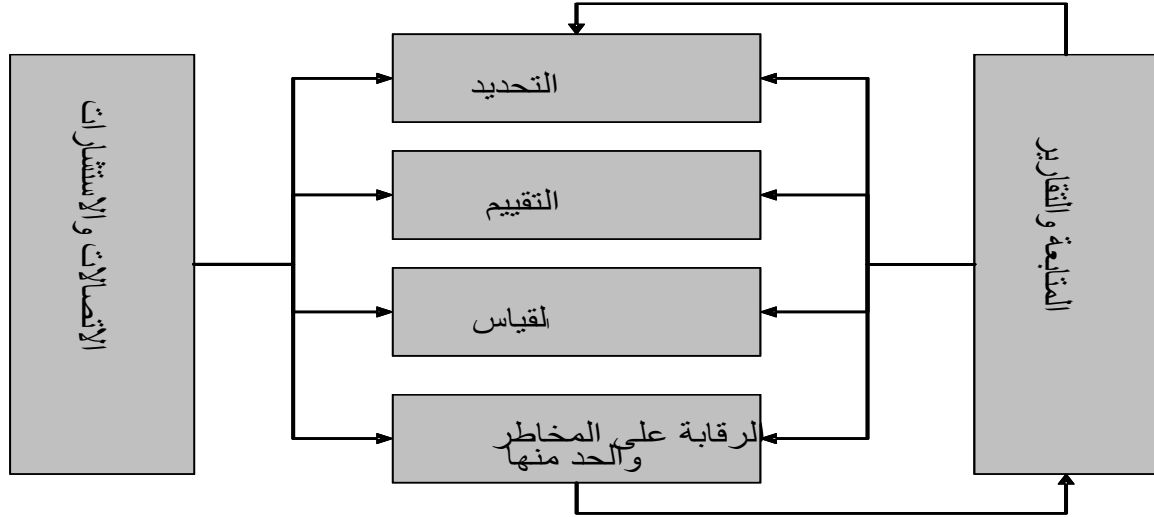 التحديد
التقييم
القياس
الرقابة على المخاطر
والحد منها
المتابعة والتقارير
الاتصالات والاستشارات